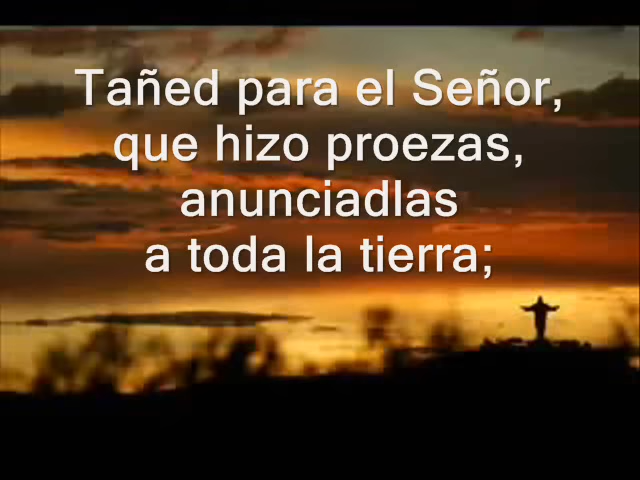 Tañed para el Señor,
que hizo proezas,
anunciadlas
a toda la tierra;